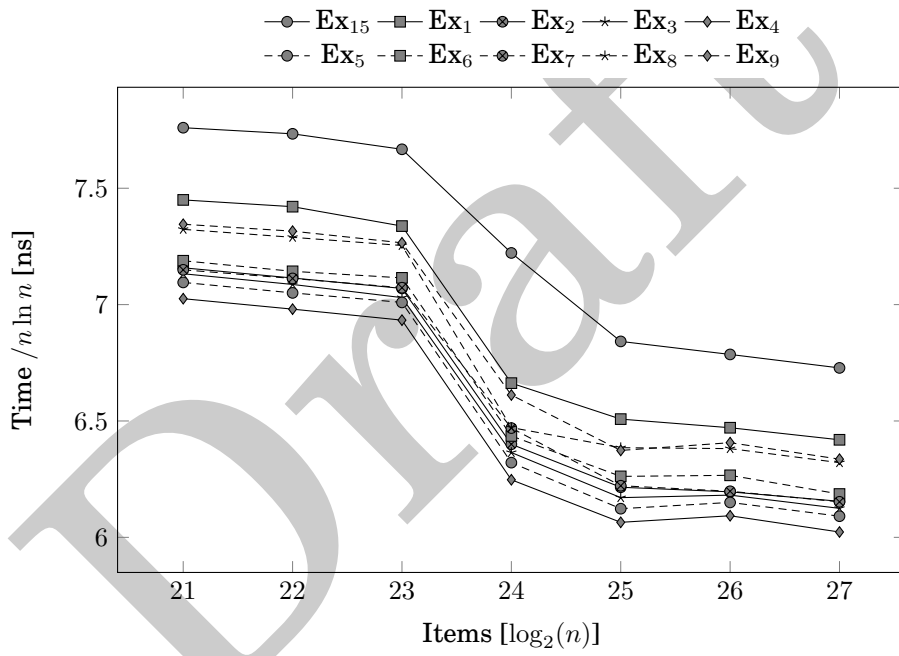 Ex₁₅ Ex₁ Ex₂ Ex₃ Ex₄
Ex₅ Ex₆ Ex₇ Ex₈ Ex₉
7.5
7
6.5
6
Time / n ln n [ns]
21 22 23 24 25 26 27
Items [log₂(n)]
Draft